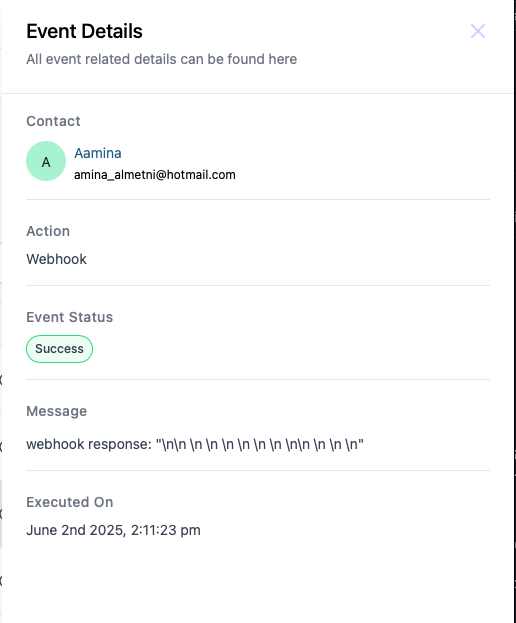 Event Details
All event related details can be found here
Contact
A
Aamina
amina_almetni@hotmail.com
Action
Webhook
Event Status
Success
Message
webhook response: "\n\n \n \n \n \n \n \n \n\n \n \n \n"
Executed On
June 2nd 2025, 2:11:23 pm